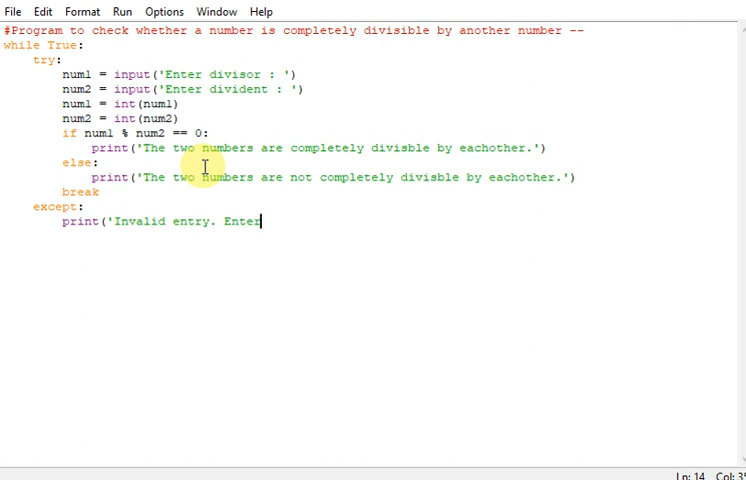 File Edit Format Run Options Window Help
#Program to check whether a number is completely divisible by another number --
while True:
    try:
        num1 = input('Enter divisor : ')
        num2 = input('Enter divident : ')
        num1 = int(num1)
        num2 = int(num2)
        if num1 % num2 == 0:
            print('The two numbers are completely divisble by eachother.')
        else:
            print('The two numbers are not completely divisble by eachother.')
        break
    except:
        print('Invalid entry. Enter
Ln: 14 Col: 35